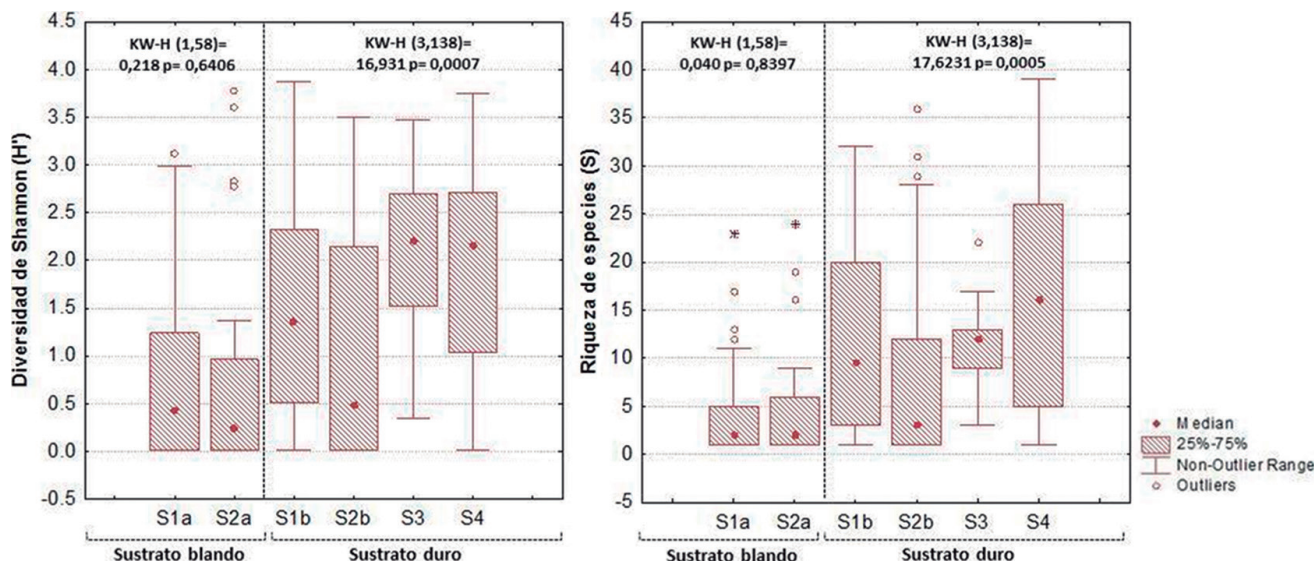 KW-H (1,58)=
0,218 p= 0,6406
KW-H (3,138)=
16,931 p= 0,0007
Diversidad de Shannon (H')
4.5
4.0
3.5
3.0
2.5
2.0
1.5
1.0
0.5
0.0
-0.5
S1a S2a S1b S2b S3 S4
Sustrato blando Sustrato duro
KW-H (1,58)=
0,040 p= 0,8397
KW-H (3,138)=
17,6231 p= 0,0005
Riqueza de especies (S)
45
40
35
30
25
20
15
10
5
0
-5
S1a S2a S1b S2b S3 S4
Sustrato blando Sustrato duro
Median
25%-75%
Non-Outlier Range
Outliers